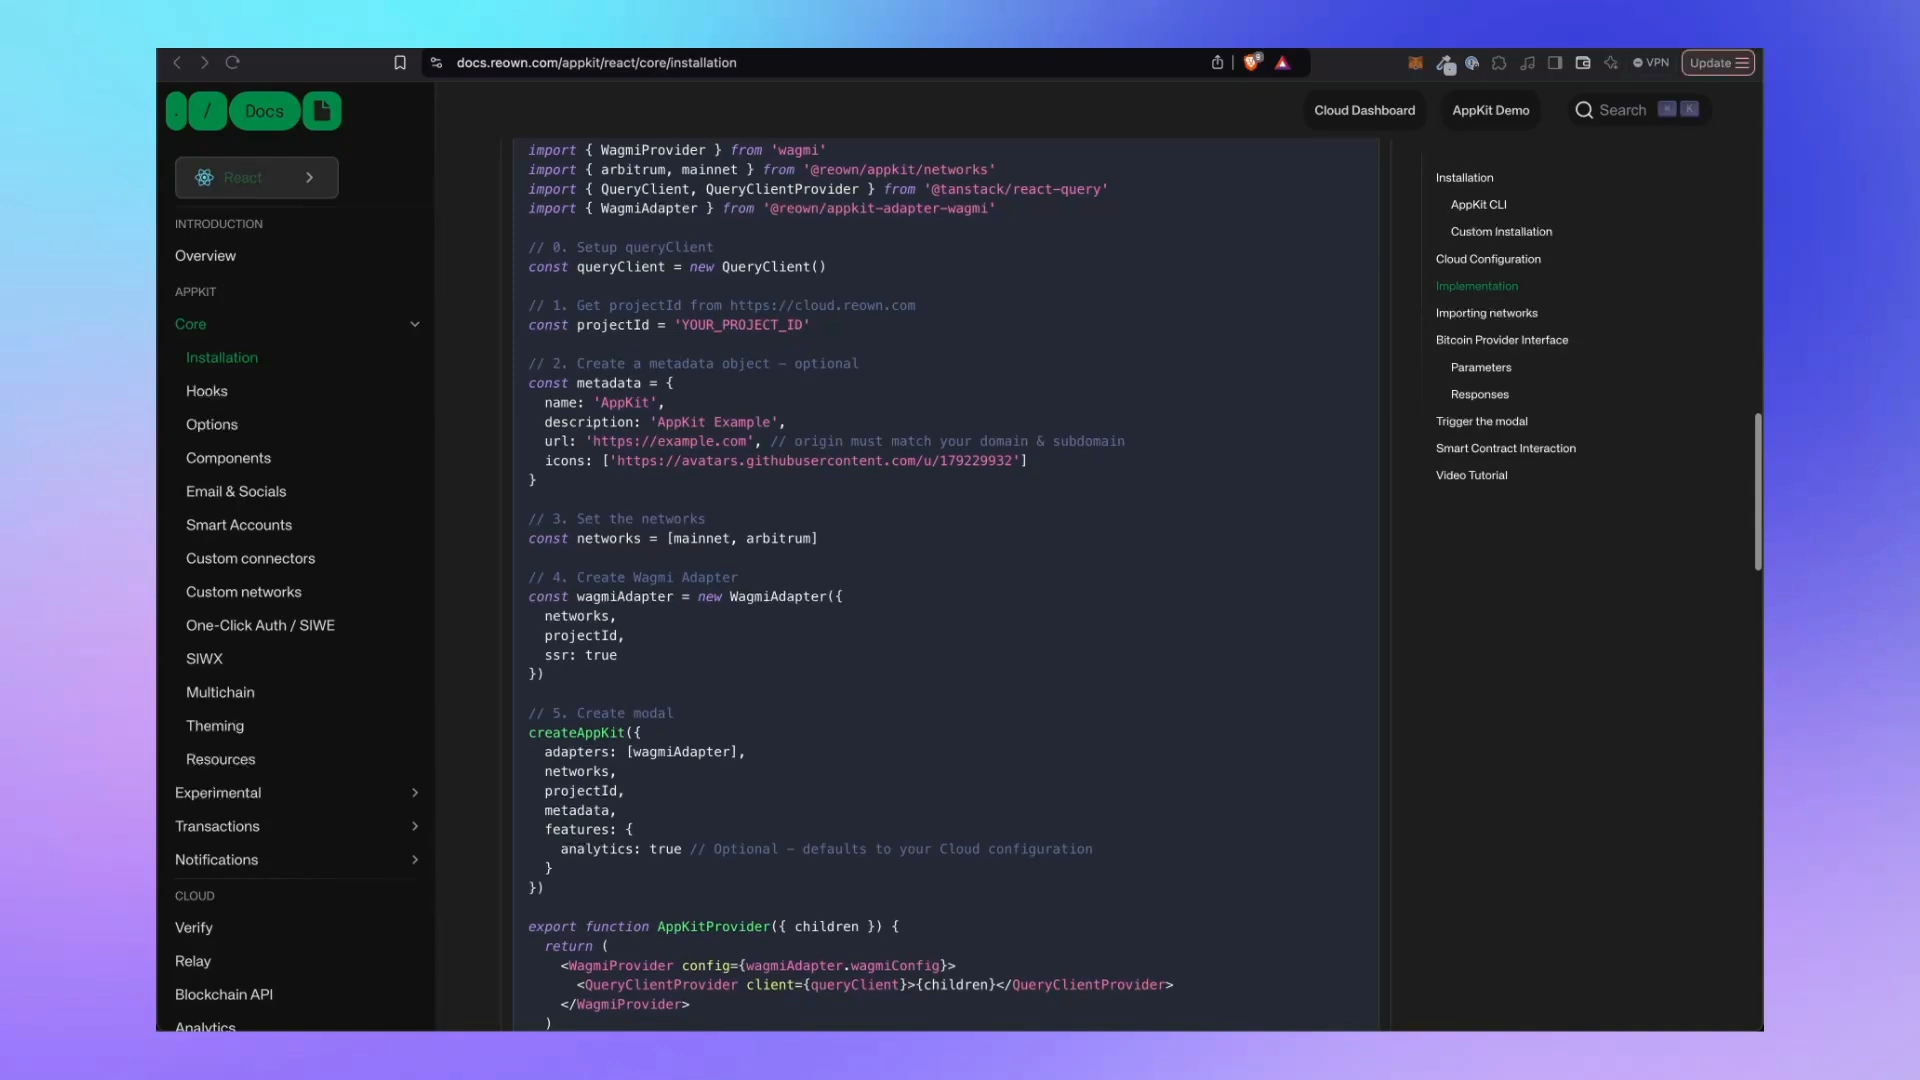 docs.reown.com/appkit/react/core/installation
VPN
Update
. / Docs
Cloud Dashboard
AppKit Demo
Search
K
React
INTRODUCTION
Overview
APPKIT
Core
Installation
Hooks
Options
Components
Email & Socials
Smart Accounts
Custom connectors
Custom networks
One-Click Auth / SIWE
SIWX
Multichain
Theming
Resources
Experimental
Transactions
Notifications
CLOUD
Verify
Relay
Blockchain API
Analytics
import { WagmiProvider } from 'wagmi'
import { arbitrum, mainnet } from '@reown/appkit/networks'
import { QueryClient, QueryClientProvider } from '@tanstack/react-query'
import { WagmiAdapter } from '@reown/appkit-adapter-wagmi'
// 0. Setup queryClient
const queryClient = new QueryClient()
// 1. Get projectId from https://cloud.reown.com
const projectId = 'YOUR_PROJECT_ID'
// 2. Create a metadata object – optional
const metadata = {
name: 'AppKit',
description: 'AppKit Example',
url: 'https://example.com', // origin must match your domain & subdomain
icons: ['https://avatars.githubusercontent.com/u/179229932']
}
// 3. Set the networks
const networks = [mainnet, arbitrum]
// 4. Create Wagmi Adapter
const wagmiAdapter = new WagmiAdapter({
networks,
projectId,
ssr: true
})
// 5. Create modal
createAppKit({
adapters: [wagmiAdapter],
networks,
projectId,
metadata,
features: {
analytics: true // Optional – defaults to your Cloud configuration
}
})
export function AppKitProvider({ children }) {
return (
<WagmiProvider config={wagmiAdapter.wagmiConfig}>
<QueryClientProvider client={queryClient}>{children}</QueryClientProvider>
</WagmiProvider>
)
Installation
AppKit CLI
Custom Installation
Cloud Configuration
Implementation
Importing networks
Bitcoin Provider Interface
Parameters
Responses
Trigger the modal
Smart Contract Interaction
Video Tutorial